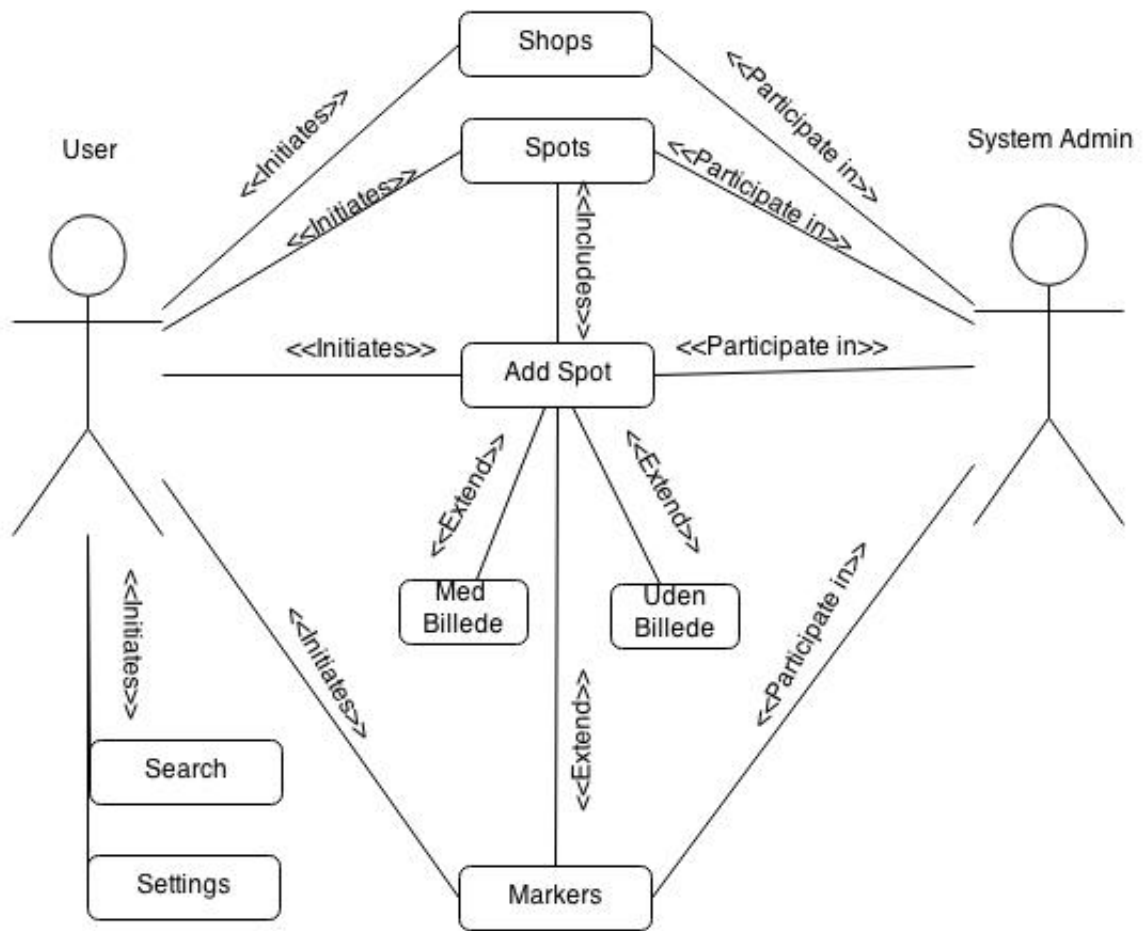 Shops
<<Initiates>>
<<Participate in>>
User
Spots
System Admin
<<Initiates>>
<<Participate in>>
<<Includes>>
<<Initiates>>
Add Spot
<<Participate in>>
<<Extend>>
<<Extend>>
Med
Billede
Uden
Billede
<<Initiates>>
<<Initiates>>
<<Extend>>
<<Participate in>>
Search
Settings
Markers